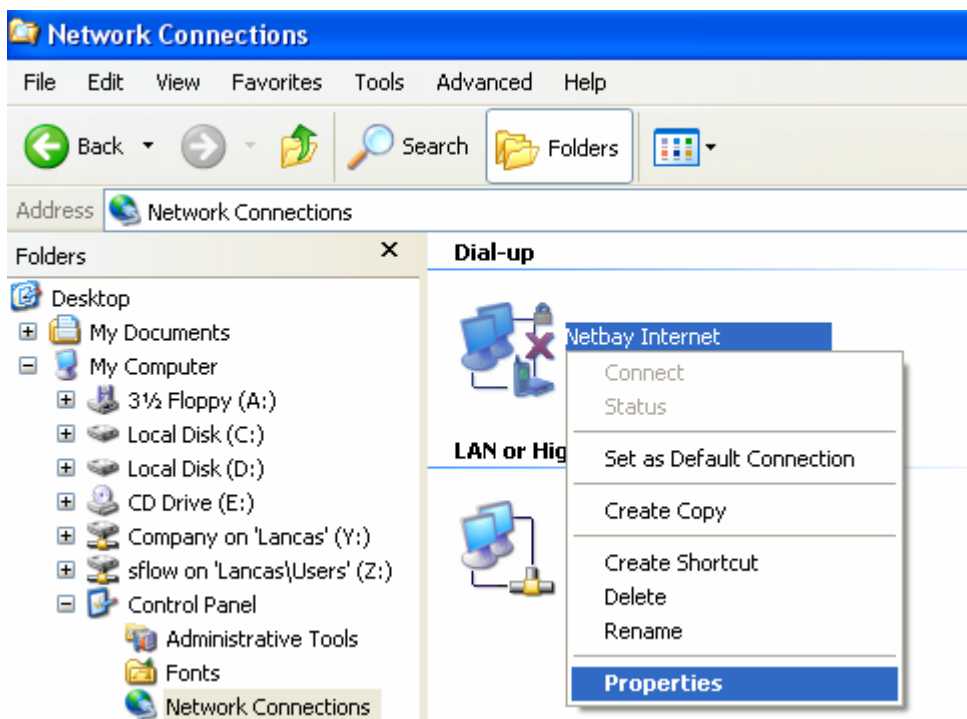 Network Connections
File Edit View Favorites Tools Advanced Help
Back Search Folders
Address Network Connections
Folders
Desktop
My Documents
My Computer
3½ Floppy (A:)
Local Disk (C:)
Local Disk (D:)
CD Drive (E:)
Company on 'Lancas' (Y:)
sflow on 'Lancas\Users' (Z:)
Control Panel
Administrative Tools
Fonts
Network Connections
Dial-up
Netbay Internet
LAN or Hig
Connect
Status
Set as Default Connection
Create Copy
Create Shortcut
Delete
Rename
Properties